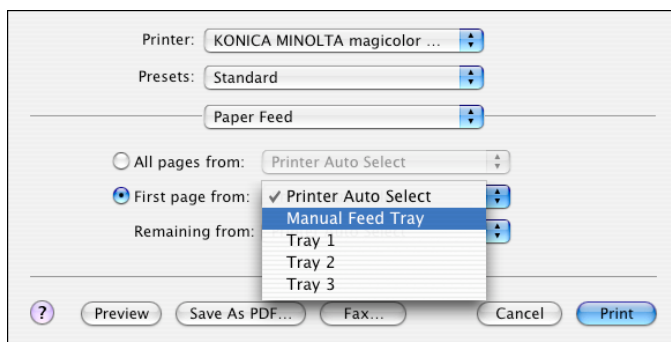 Printer: KONICA MINOLTA magicolor ...
Presets: Standard
Paper Feed
All pages from: Printer Auto Select
First page from: ✓ Printer Auto Select
Manual Feed Tray
Remaining from:
Tray 1
Tray 2
Tray 3
? Preview Save As PDF... Fax... Cancel Print